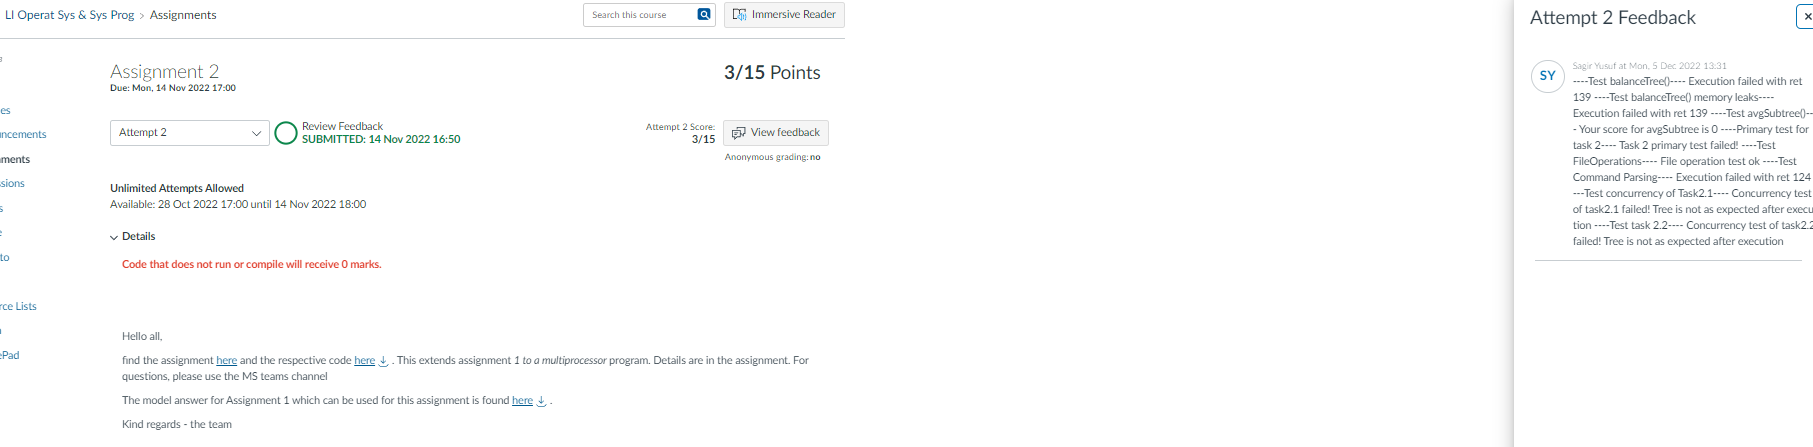 LI Operat Sys & Sys Prog > Assignments
Search this course
Immersive Reader
Assignment 2
Due: Mon, 14 Nov 2022 17:00
3/15 Points
es
ncements
ments
sions
s
e
to
rce Lists
ePad
Attempt 2
Review Feedback
SUBMITTED: 14 Nov 2022 16:50
Attempt 2 Score:
3/15
View feedback
Anonymous grading: no
Unlimited Attempts Allowed
Available: 28 Oct 2022 17:00 until 14 Nov 2022 18:00
Details
Code that does not run or compile will receive 0 marks.
Hello all,
find the assignment here and the respective code here . This extends assignment 1 to a multiprocessor program. Details are in the assignment. For
questions, please use the MS teams channel
The model answer for Assignment 1 which can be used for this assignment is found here .
Kind regards - the team
Attempt 2 Feedback
SY
Sagir Yusuf at Mon, 5 Dec 2022 13:31
----Test balanceTree()---- Execution failed with ret
139 ----Test balanceTree() memory leaks----
Execution failed with ret 139 ----Test avgSubtree()--
- Your score for avgSubtree is 0 ----Primary test for
task 2---- Task 2 primary test failed! ----Test
FileOperations---- File operation test ok ----Test
Command Parsing---- Execution failed with ret 124
---Test concurrency of Task2.1---- Concurrency test
of task2.1 failed! Tree is not as expected after execu
tion ----Test task 2.2---- Concurrency test of task2.2
failed! Tree is not as expected after execution